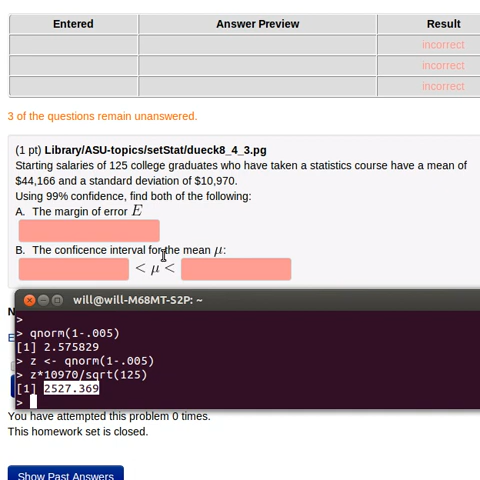 Entered Answer Preview Result
incorrect
incorrect
incorrect
3 of the questions remain unanswered.
(1 pt) Library/ASU-topics/setStat/dueck8_4_3.pg
Starting salaries of 125 college graduates who have taken a statistics course have a mean of
$44,166 and a standard deviation of $10,970.
Using 99% confidence, find both of the following:
A. The margin of error E
B. The conficence interval for the mean μ:
< μ <
will@will-M68MT-S2P: ~
>
> qnorm(1-.005)
[1] 2.575829
> z <- qnorm(1-.005)
> z*10970/sqrt(125)
[1] 2527.369
>
You have attempted this problem 0 times.
This homework set is closed.
Show Past Answers